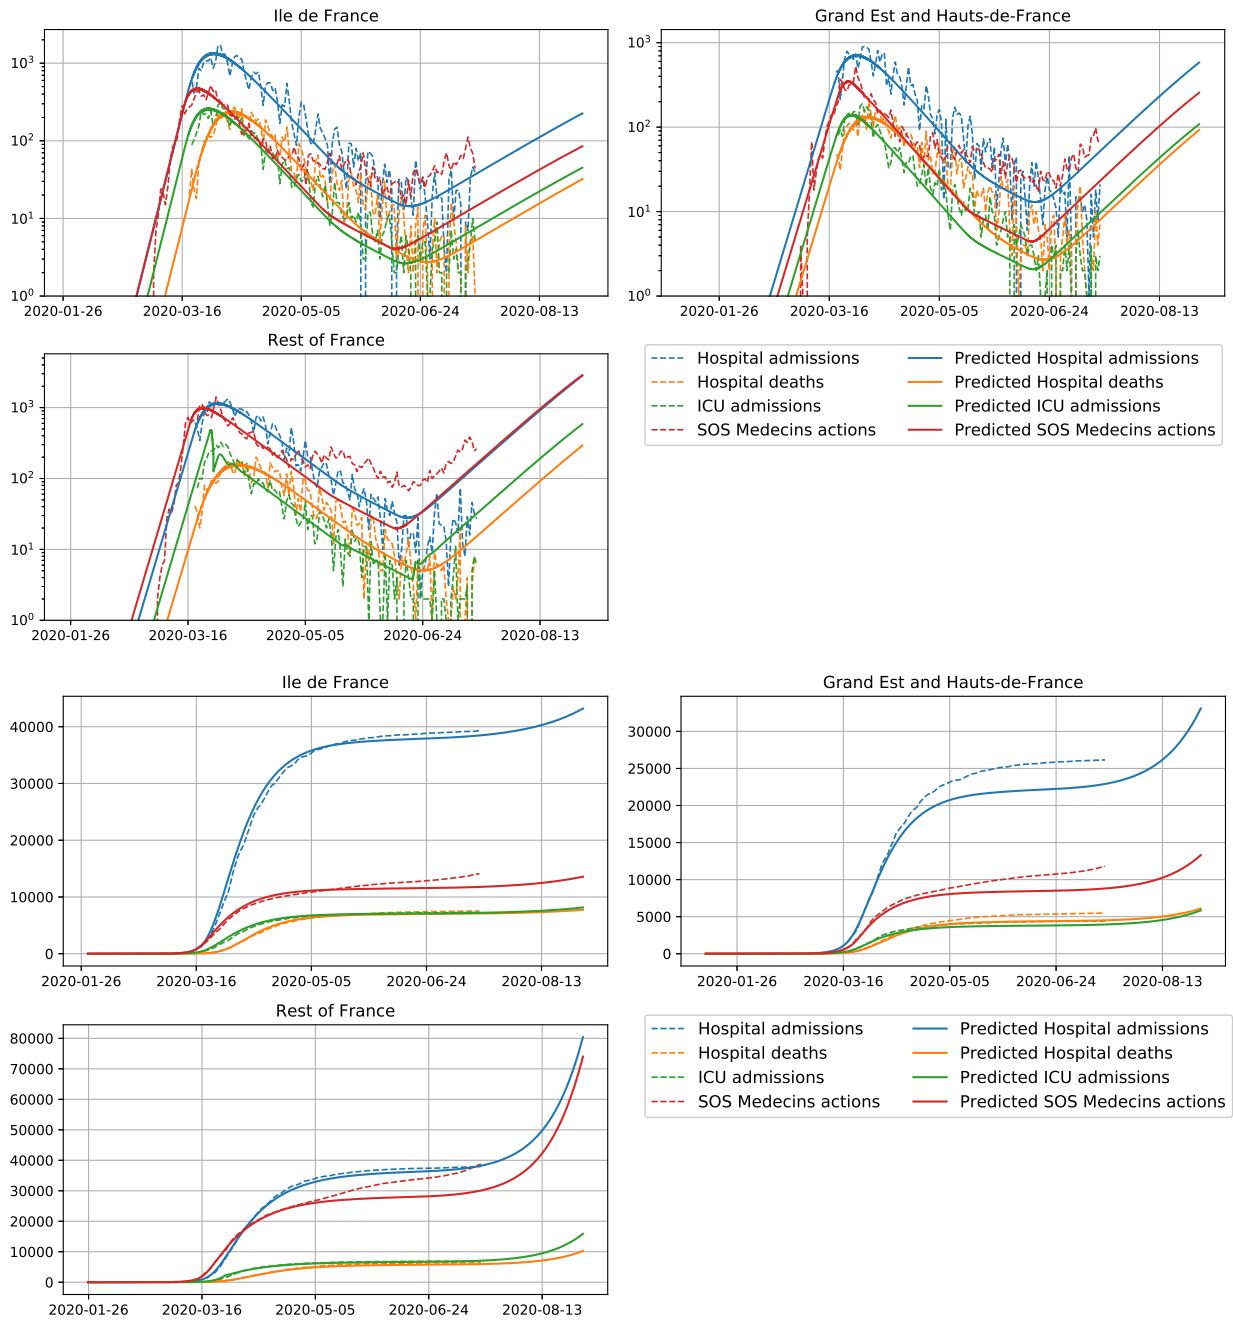 Ile de France
10³
10²
10¹
10⁰
2020-01-26 2020-03-16 2020-05-05 2020-06-24 2020-08-13
Grand Est and Hauts-de-France
10³
10²
10¹
10⁰
2020-01-26 2020-03-16 2020-05-05 2020-06-24 2020-08-13
Rest of France
10³
10²
10¹
10⁰
2020-01-26 2020-03-16 2020-05-05 2020-06-24 2020-08-13
Hospital admissions Predicted Hospital admissions
Hospital deaths Predicted Hospital deaths
ICU admissions Predicted ICU admissions
SOS Medecins actions Predicted SOS Medecins actions
Ile de France
40000
30000
20000
10000
0
2020-01-26 2020-03-16 2020-05-05 2020-06-24 2020-08-13
Grand Est and Hauts-de-France
30000
25000
20000
15000
10000
5000
0
2020-01-26 2020-03-16 2020-05-05 2020-06-24 2020-08-13
Rest of France
80000
70000
60000
50000
40000
30000
20000
10000
0
2020-01-26 2020-03-16 2020-05-05 2020-06-24 2020-08-13
Hospital admissions Predicted Hospital admissions
Hospital deaths Predicted Hospital deaths
ICU admissions Predicted ICU admissions
SOS Medecins actions Predicted SOS Medecins actions